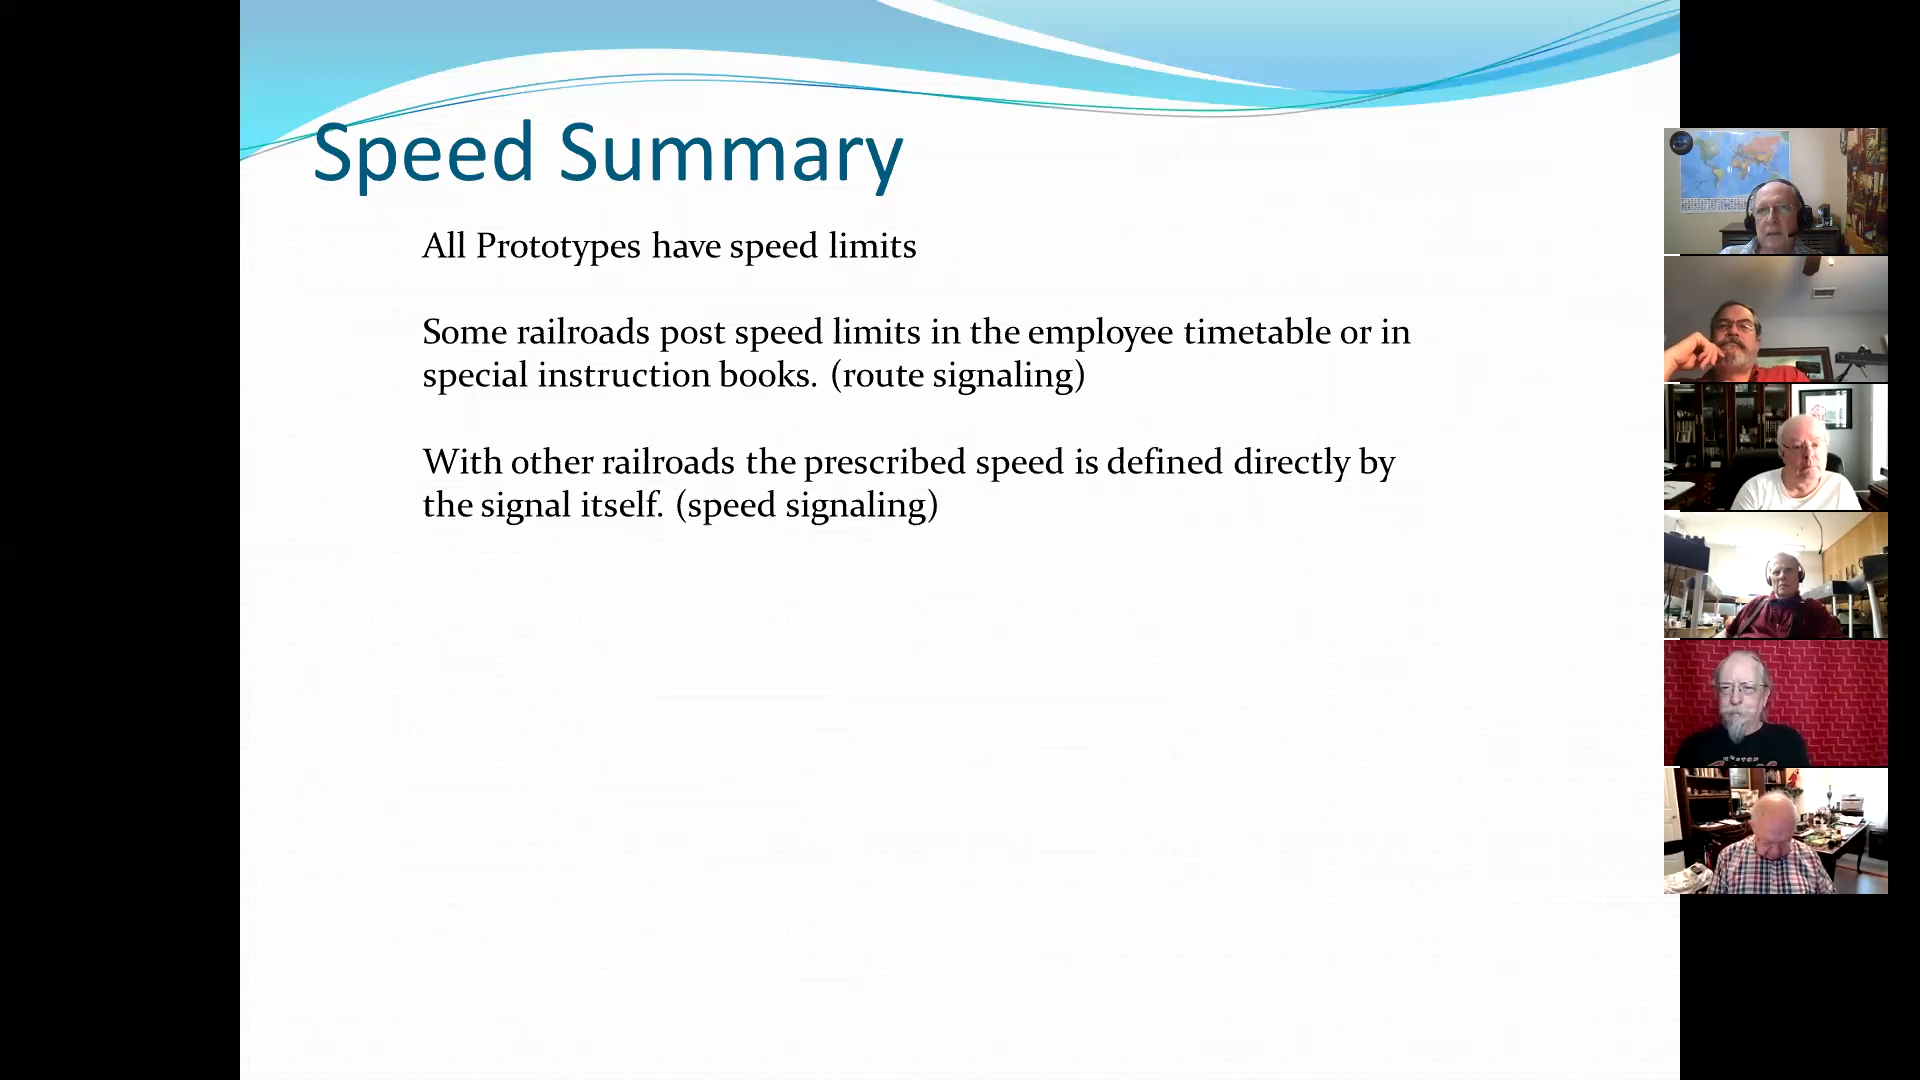 Speed Summary
All Prototypes have speed limits
Some railroads post speed limits in the employee timetable or in
special instruction books. (route signaling)
With other railroads the prescribed speed is defined directly by
the signal itself. (speed signaling)